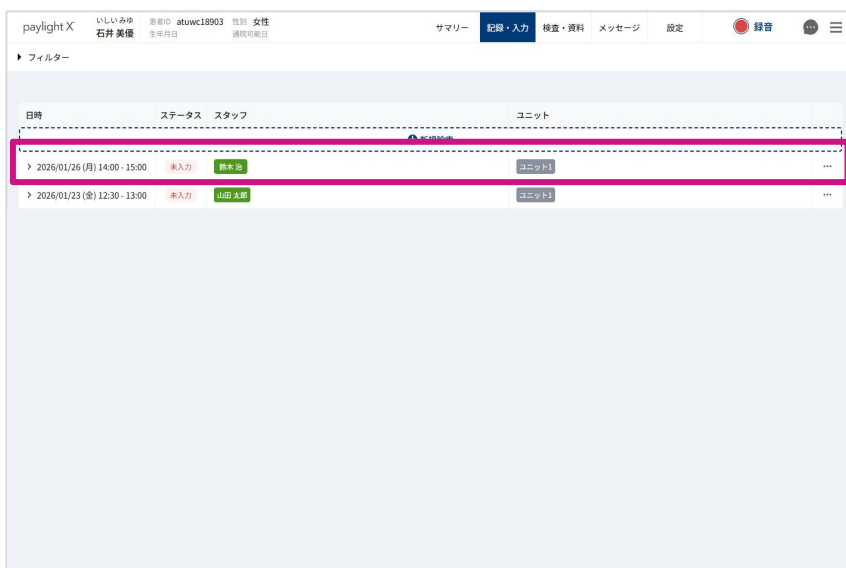 paylight X いしいみゆ 患者ID atuwc18903 性別 女性 サマリー 記録・入力 検査・資料 メッセージ 設定 録音
石井 美優 生年月日 通院可能日
フィルター
日時 ステータス スタッフ ユニット
2026/01/26 (月) 14:00 - 15:00 未入力 鈴木 治 ユニット1
2026/01/23 (金) 12:30 - 13:00 未入力 山田 太郎 ユニット1